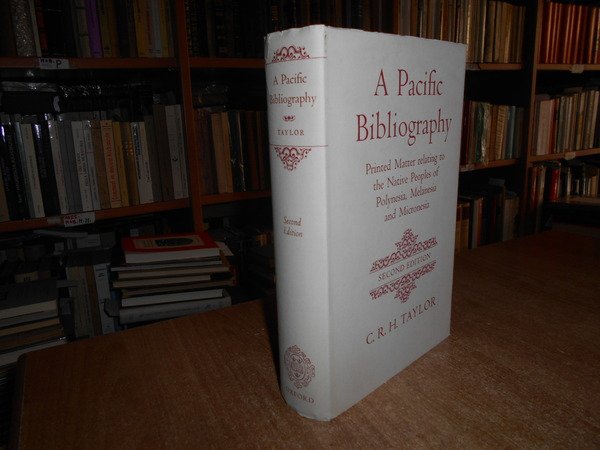 A Pacific
Bibliography
TAYLOR
Second
Edition
OXFORD
A Pacific
Bibliography
Printed Matter relating to
the Native Peoples of
Polynesia, Melanesia
and Micronesia
SECOND EDITION
C. R. H. TAYLOR